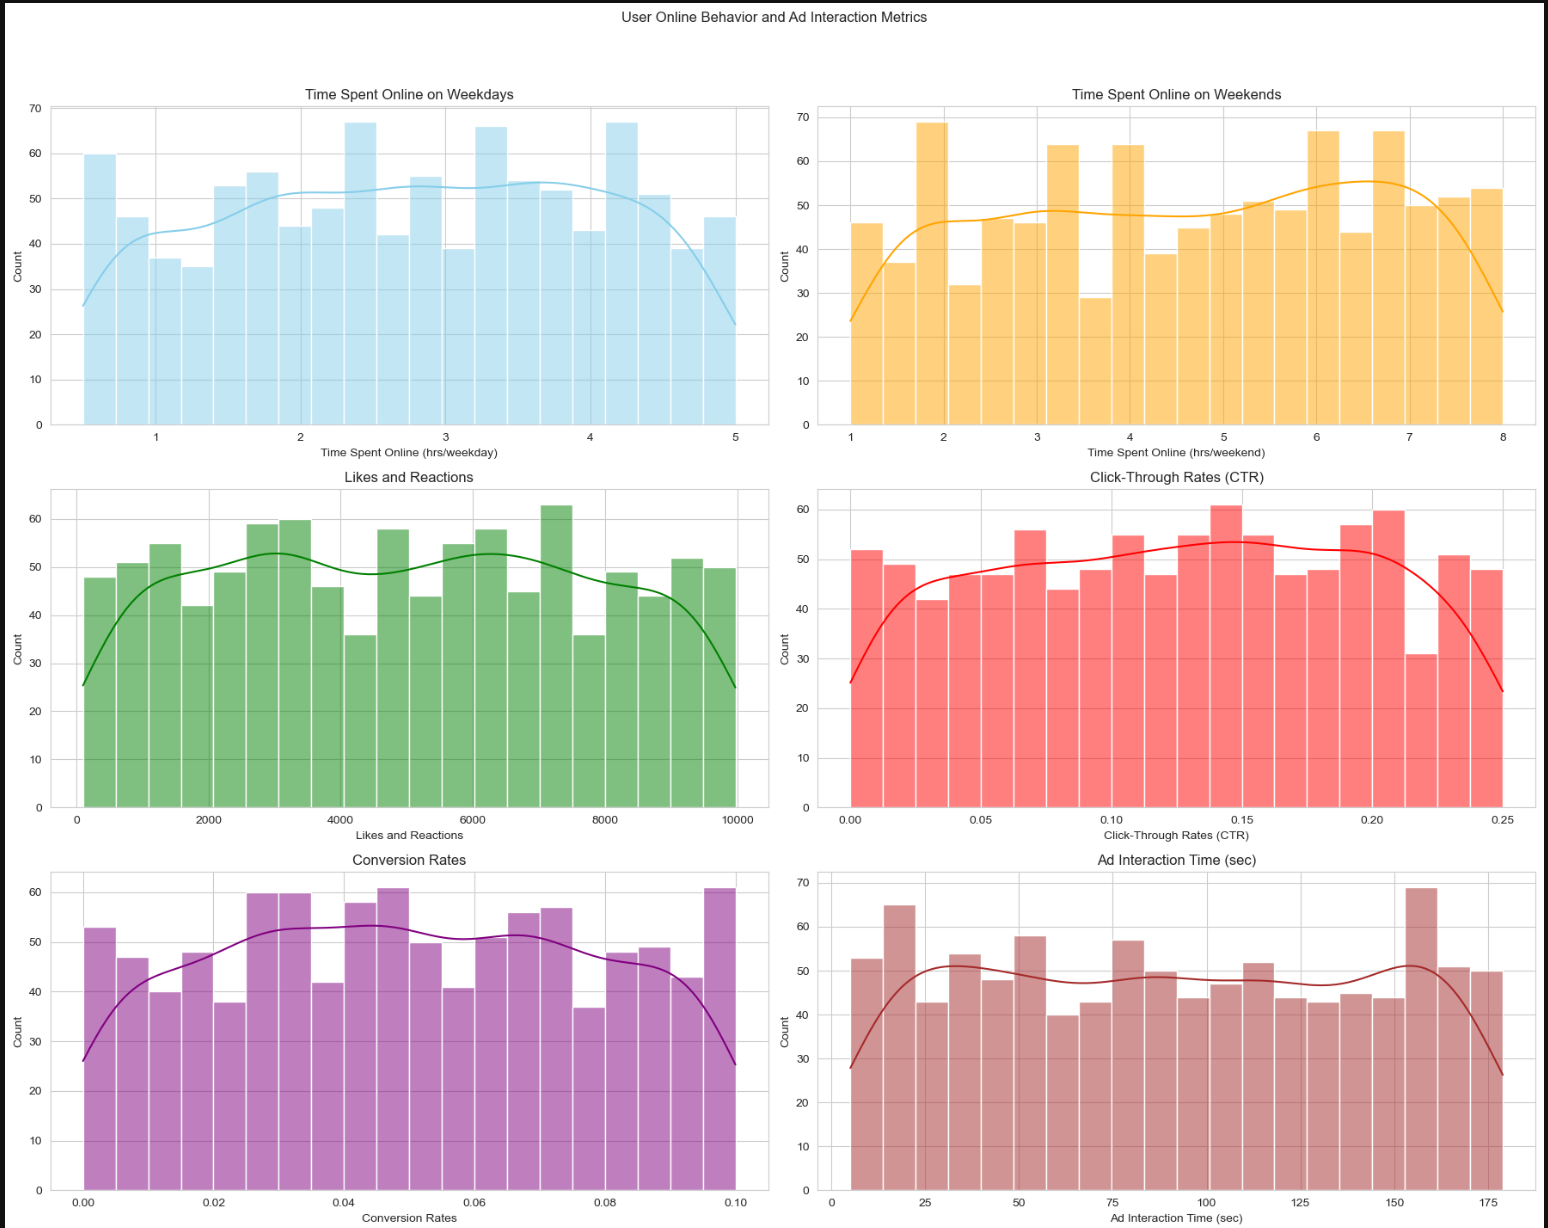 User Online Behavior and Ad Interaction Metrics
Time Spent Online on Weekdays
70
60
50
40
30
20
10
0
Count
1 2 3 4 5
Time Spent Online (hrs/weekday)
Time Spent Online on Weekends
70
60
50
40
30
20
10
0
Count
1 2 3 4 5 6 7 8
Time Spent Online (hrs/weekend)
Likes and Reactions
60
50
40
30
20
10
0
Count
0 2000 4000 6000 8000 10000
Likes and Reactions
Click-Through Rates (CTR)
60
50
40
30
20
10
0
Count
0.00 0.05 0.10 0.15 0.20 0.25
Click-Through Rates (CTR)
Conversion Rates
60
50
40
30
20
10
0
Count
0.00 0.02 0.04 0.06 0.08 0.10
Conversion Rates
Ad Interaction Time (sec)
70
60
50
40
30
20
10
0
Count
0 25 50 75 100 125 150 175
Ad Interaction Time (sec)